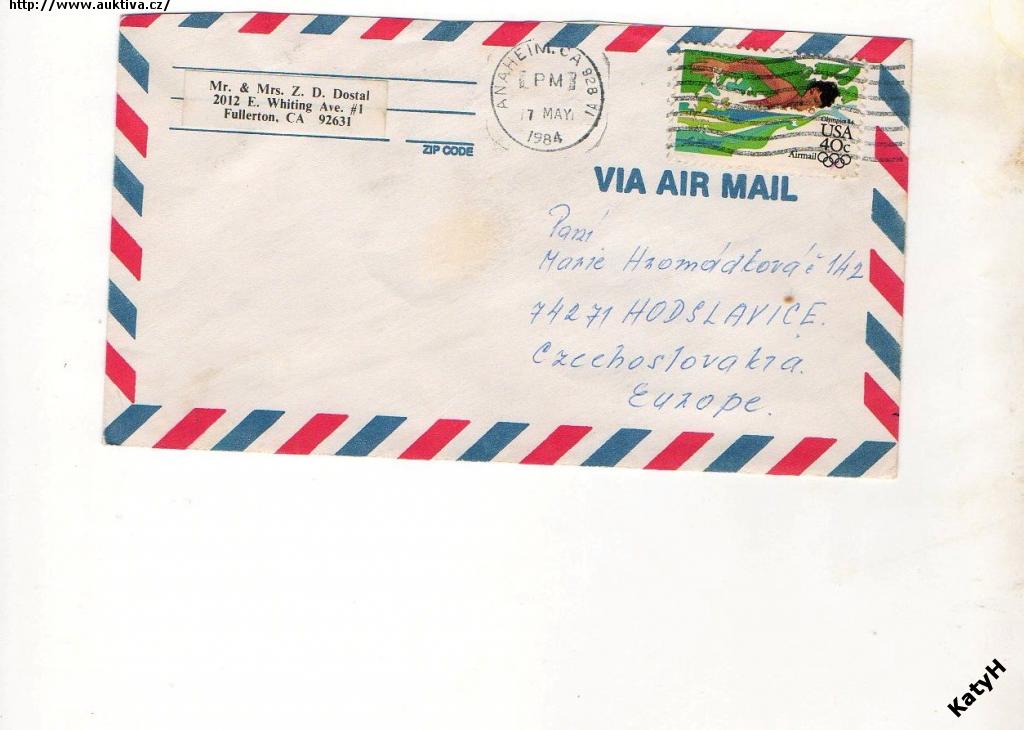 http://www.auktiva.cz/
Mr. & Mrs. Z. D. Dostal
2012 E. Whiting Ave. #1
Fullerton, CA 92631
ZIP CODE
ANAHEIM, CA 928
PM
17 MAY
1984
Olympics 84
USA
40c
Airmail
VIA AIR MAIL
Paní
Marie Hromádková č 142
74271 HODSLAVICE.
Czechoslovakia.
Europe.
KatyH